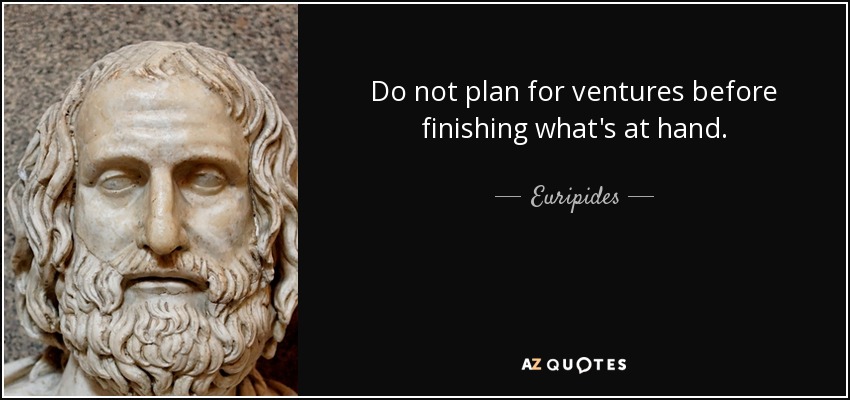 Do not plan for ventures before
finishing what's at hand.
Euripides
AZ QUOTES